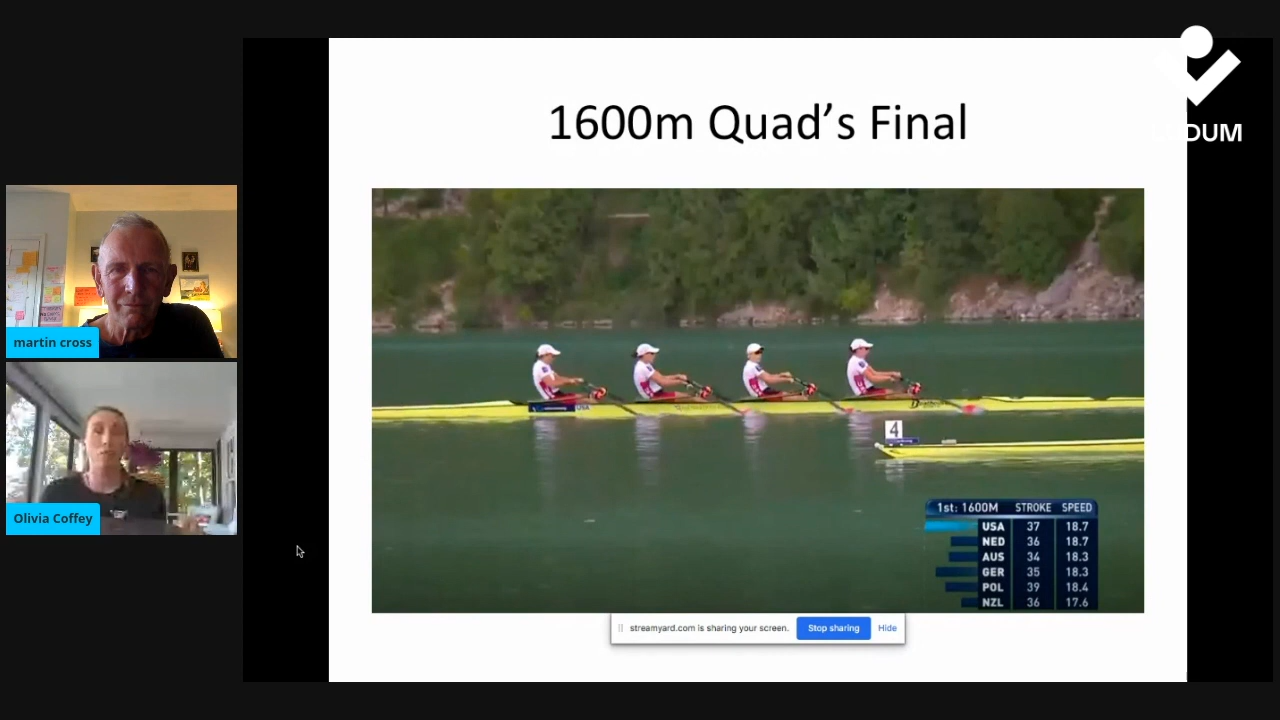 1600m Quad’s Final
DUM
martin cross
Olivia Coffey
USA
4
1st: 1600M STROKE SPEED
USA 37 18.7
NED 36 18.7
AUS 34 18.3
GER 35 18.3
POL 39 18.4
NZL 36 17.6
streamyard.com is sharing your screen. Stop sharing Hide